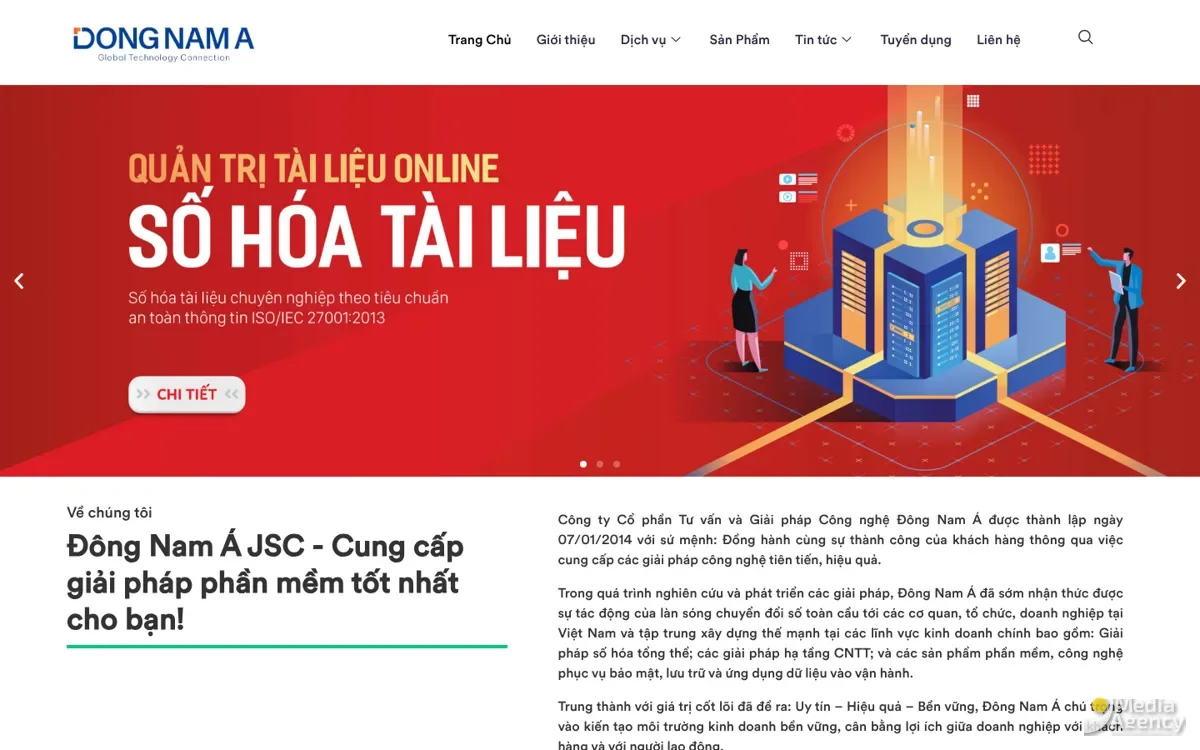 DONG NAM A
Global Technology Connection
Trang Chủ
Giới thiệu
Dịch vụ
Sản Phẩm
Tin tức
Tuyển dụng
Liên hệ
QUẢN TRỊ TÀI LIỆU ONLINE
SỐ HÓA TÀI LIỆU
Số hóa tài liệu chuyên nghiệp theo tiêu chuẩn
an toàn thông tin ISO/IEC 27001:2013
CHI TIẾT
Về chúng tôi
Đông Nam Á JSC - Cung cấp
giải pháp phần mềm tốt nhất
cho bạn!
Công ty Cổ phần Tư vấn và Giải pháp Công nghệ Đông Nam Á được thành lập ngày
07/01/2014 với sứ mệnh: Đồng hành cùng sự thành công của khách hàng thông qua việc
cung cấp các giải pháp công nghệ tiên tiến, hiệu quả.
Trong quá trình nghiên cứu và phát triển các giải pháp, Đông Nam Á đã sớm nhận thức được
sự tác động của làn sóng chuyển đổi số toàn cầu tới các cơ quan, tổ chức, doanh nghiệp tại
Việt Nam và tập trung xây dựng thế mạnh tại các lĩnh vực kinh doanh chính bao gồm: Giải
pháp số hóa tổng thể; các giải pháp hạ tầng CNTT; và các sản phẩm phần mềm, công nghệ
phục vụ bảo mật, lưu trữ và ứng dụng dữ liệu vào vận hành.
Trung thành với giá trị cốt lõi đã đề ra: Uy tín – Hiệu quả – Bền vững, Đông Nam Á chú trọng
vào kiến tạo môi trường kinh doanh bền vững, cân bằng lợi ích giữa doanh nghiệp với khách
hàng và với người lao động.
Media
Agency